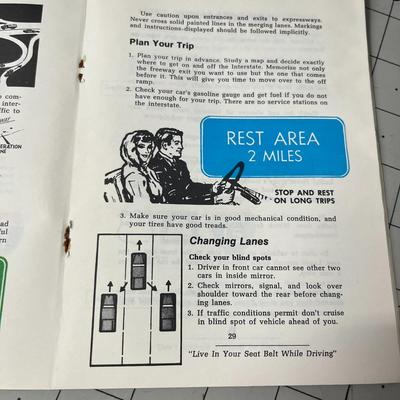 Use caution upon entrances and exits to expressways.
Never cross solid painted lines in the merging lanes. Markings
and instructions displayed should be followed implicitly.
Plan Your Trip
1. Plan your trip in advance. Study a map and decide exactly
where to get on and off the Interstate. Memorize not only
the freeway exit you want to use but the one that comes
before it. This will give you time to move over to the off
ramp.
2. Check your car's gasoline gauge and get fuel if you do not
have enough for your trip. There are no service stations on
the interstate.
REST AREA
2 MILES
STOP AND REST
ON LONG TRIPS
3. Make sure your car is in good mechanical condition, and
your tires have good treads.
Changing Lanes
Check your blind spots
1. Driver in front car cannot see other two
cars in inside mirror.
2. Check mirrors, signal, and look over
shoulder toward the rear before chang-
ing lanes.
3. If traffic conditions permit don't cruise
in blind spot of vehicle ahead of you.
29
"Live In Your Seat Belt While Driving"
com-
inter-
ffic to
ERATION
NE
ad
ful
rn